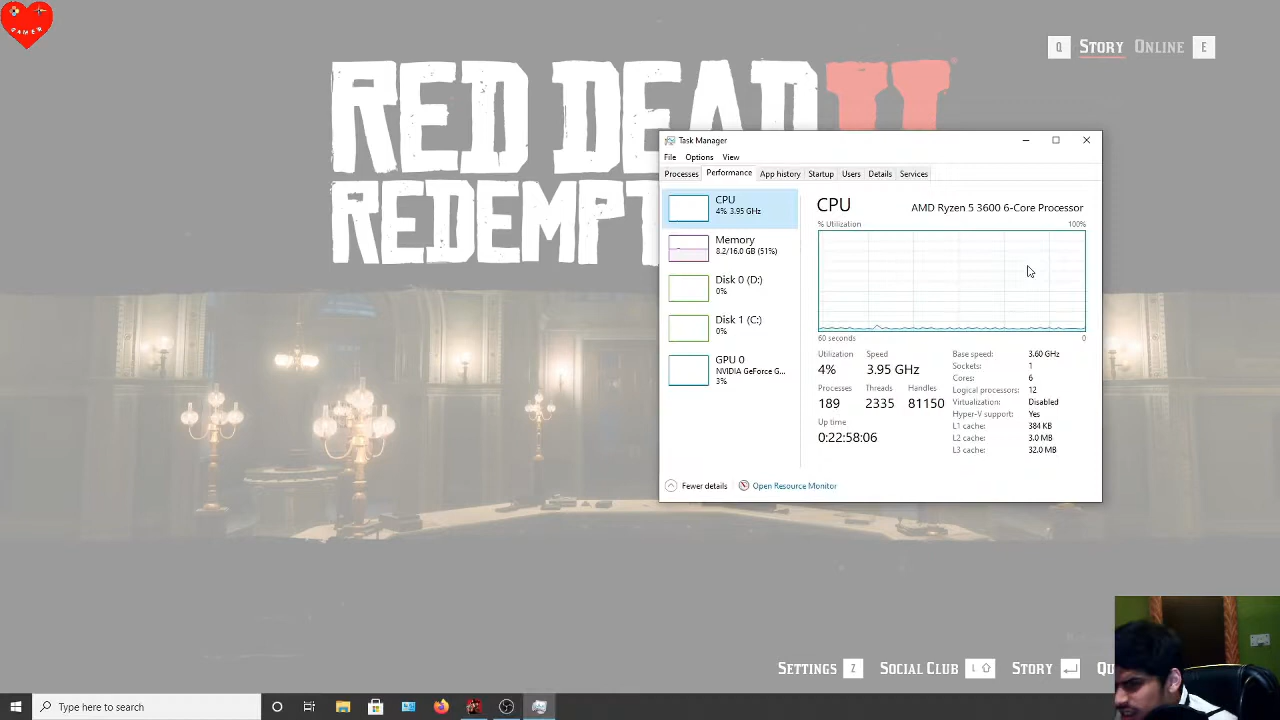 GAMER
Q STORY ONLINE E
RED DEAD II
REDEMPT
Task Manager
File Options View
Processes Performance App history Startup Users Details Services
CPU
4% 3.95 GHz
Memory
8.2/16.0 GB (51%)
Disk 0 (D:)
0%
Disk 1 (C:)
0%
GPU 0
NVIDIA GeForce G...
3%
CPU AMD Ryzen 5 3600 6-Core Processor
% Utilization 100%
60 seconds 0
Utilization Speed
4% 3.95 GHz
Processes Threads Handles
189 2335 81150
Up time
0:22:58:06
Base speed: 3.60 GHz
Sockets: 1
Cores: 6
Logical processors: 12
Virtualization: Disabled
Hyper-V support: Yes
L1 cache: 384 KB
L2 cache: 3.0 MB
L3 cache: 32.0 MB
Fewer details Open Resource Monitor
SETTINGS Z SOCIAL CLUB L STORY QU
Type here to search